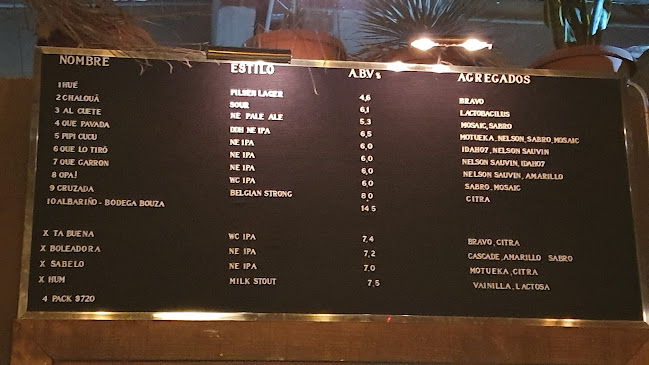 NOMBRE ESTILO A.B.V% AGREGADOS
1 HUÉ PILSEN LAGER 4,6 BRAVO
2 CHALOUÂ SOUR 6,1 LACTOBACILUS
3 AL CUETE NE PALE ALE 5,3 MOSAIC, SABRO
4 QUE PAVADA DDH NE IPA 6,5 MOTUEKA, NELSON, SABRO, MOSAIC
5 PIPI CUCU NE IPA 6,0 IDAHO7, NELSON SAUVIN
6 QUE LO TIRÓ NE IPA 6,0 NELSON SAUVIN, IDAHO7
7 QUE GARRON NE IPA 6,0 NELSON SAUVIN, AMARILLO
8 OPA! WC IPA 6,0 SABRO, MOSAIC
9 CRUZADA BELGIAN STRONG 8 0 CITRA
10 ALBARIÑO - BODEGA BOUZA 14 5
X TA BUENA WC IPA 7,4 BRAVO, CITRA
X BOLEADORA NE IPA 7,2 CASCADE, AMARILLO SABRO
X SABELO NE IPA 7,0 MOTUEKA, CITRA
X HUM MILK STOUT 7,5 VAINILLA, LACTOSA
4 PACK $720